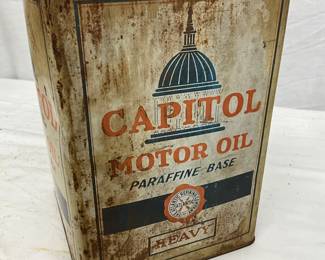 CAPITOL
MOTOR OIL
PARAFFINE BASE
HEAVY